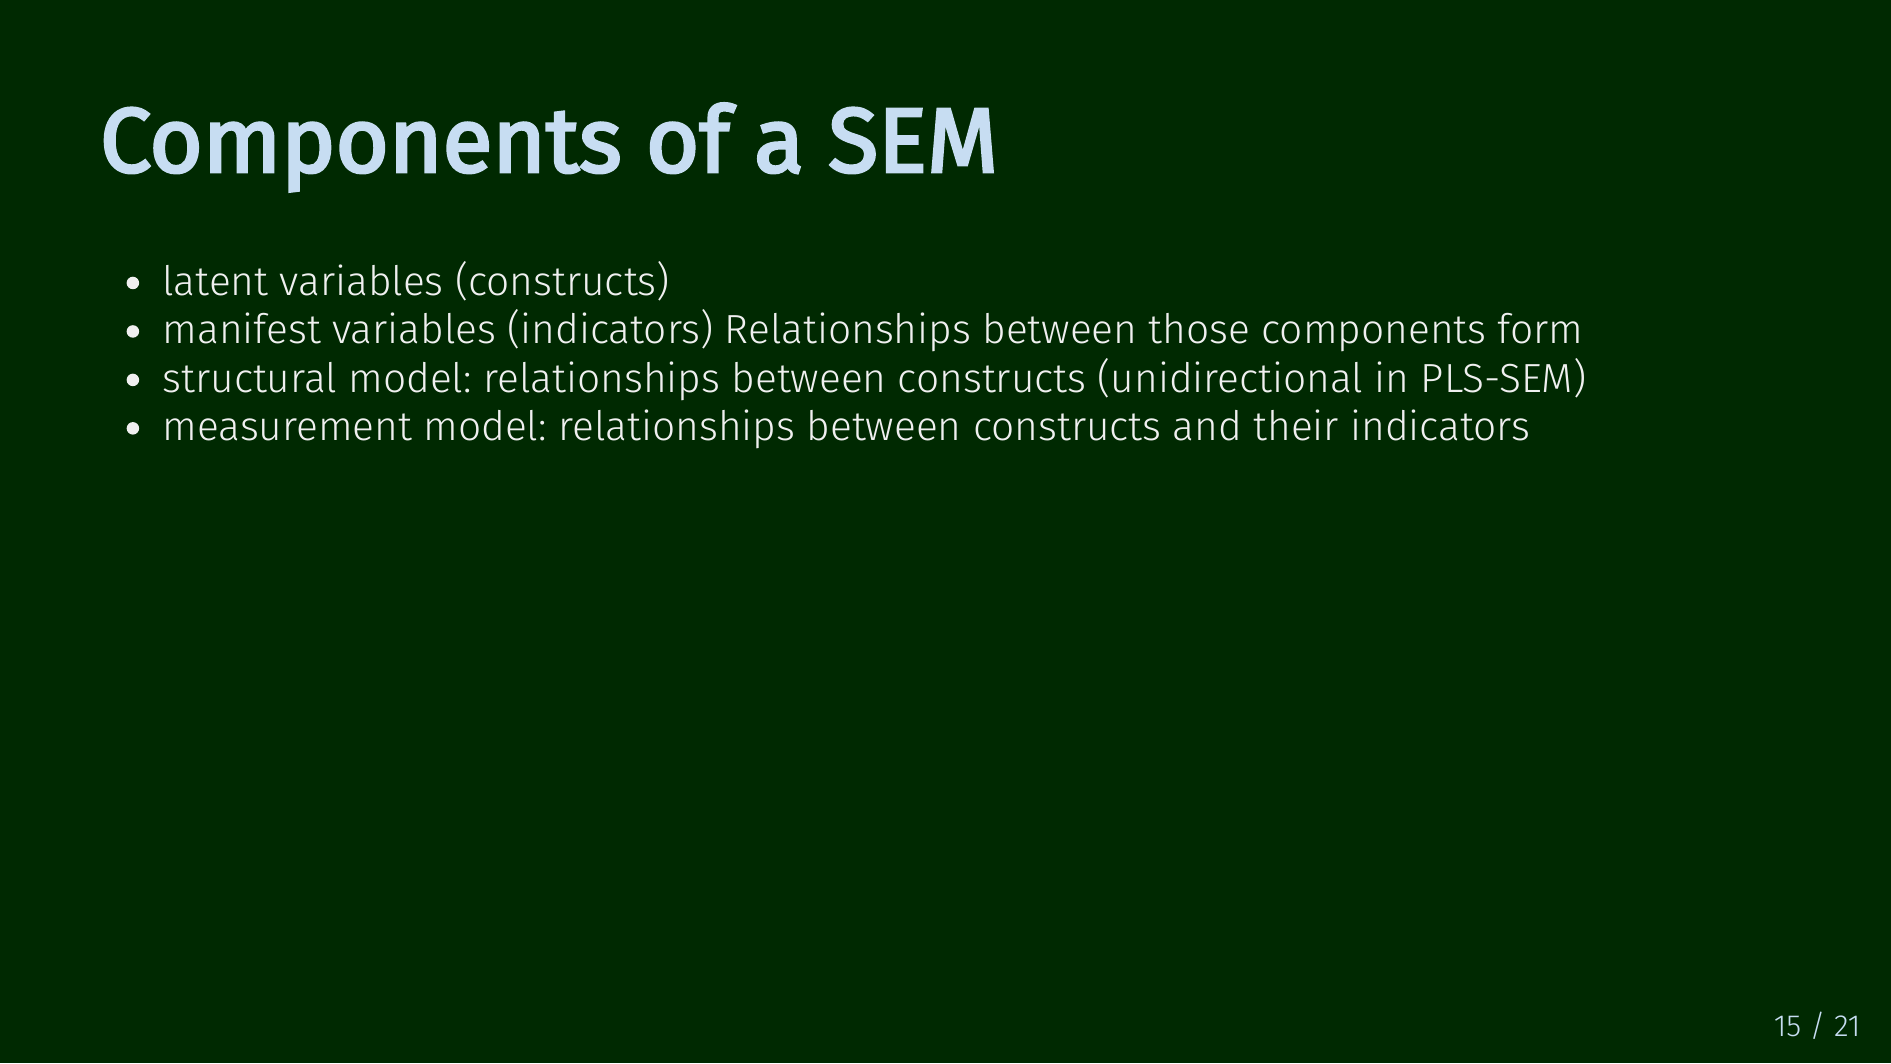 Components of a SEM
• latent variables (constructs)
• manifest variables (indicators) Relationships between those components form
• structural model: relationships between constructs (unidirectional in PLS-SEM)
• measurement model: relationships between constructs and their indicators
15 / 21